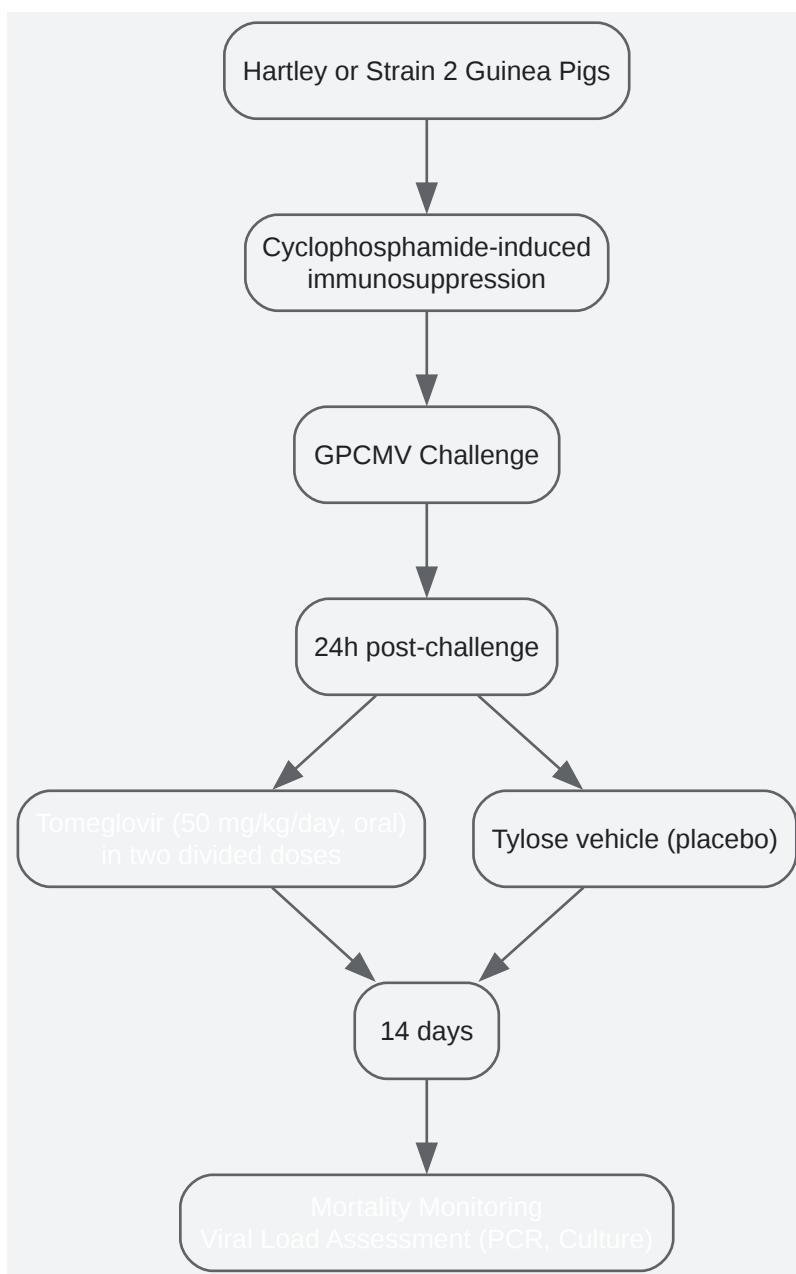 Hartley or Strain 2 Guinea Pigs
Cyclophosphamide-induced
immunosuppression
GPCMV Challenge
24h post-challenge
Tomeglovir (50 mg/kg/day, oral)
in two divided doses
Tylose vehicle (placebo)
14 days
Mortality Monitoring
Viral Load Assessment (PCR, Culture)